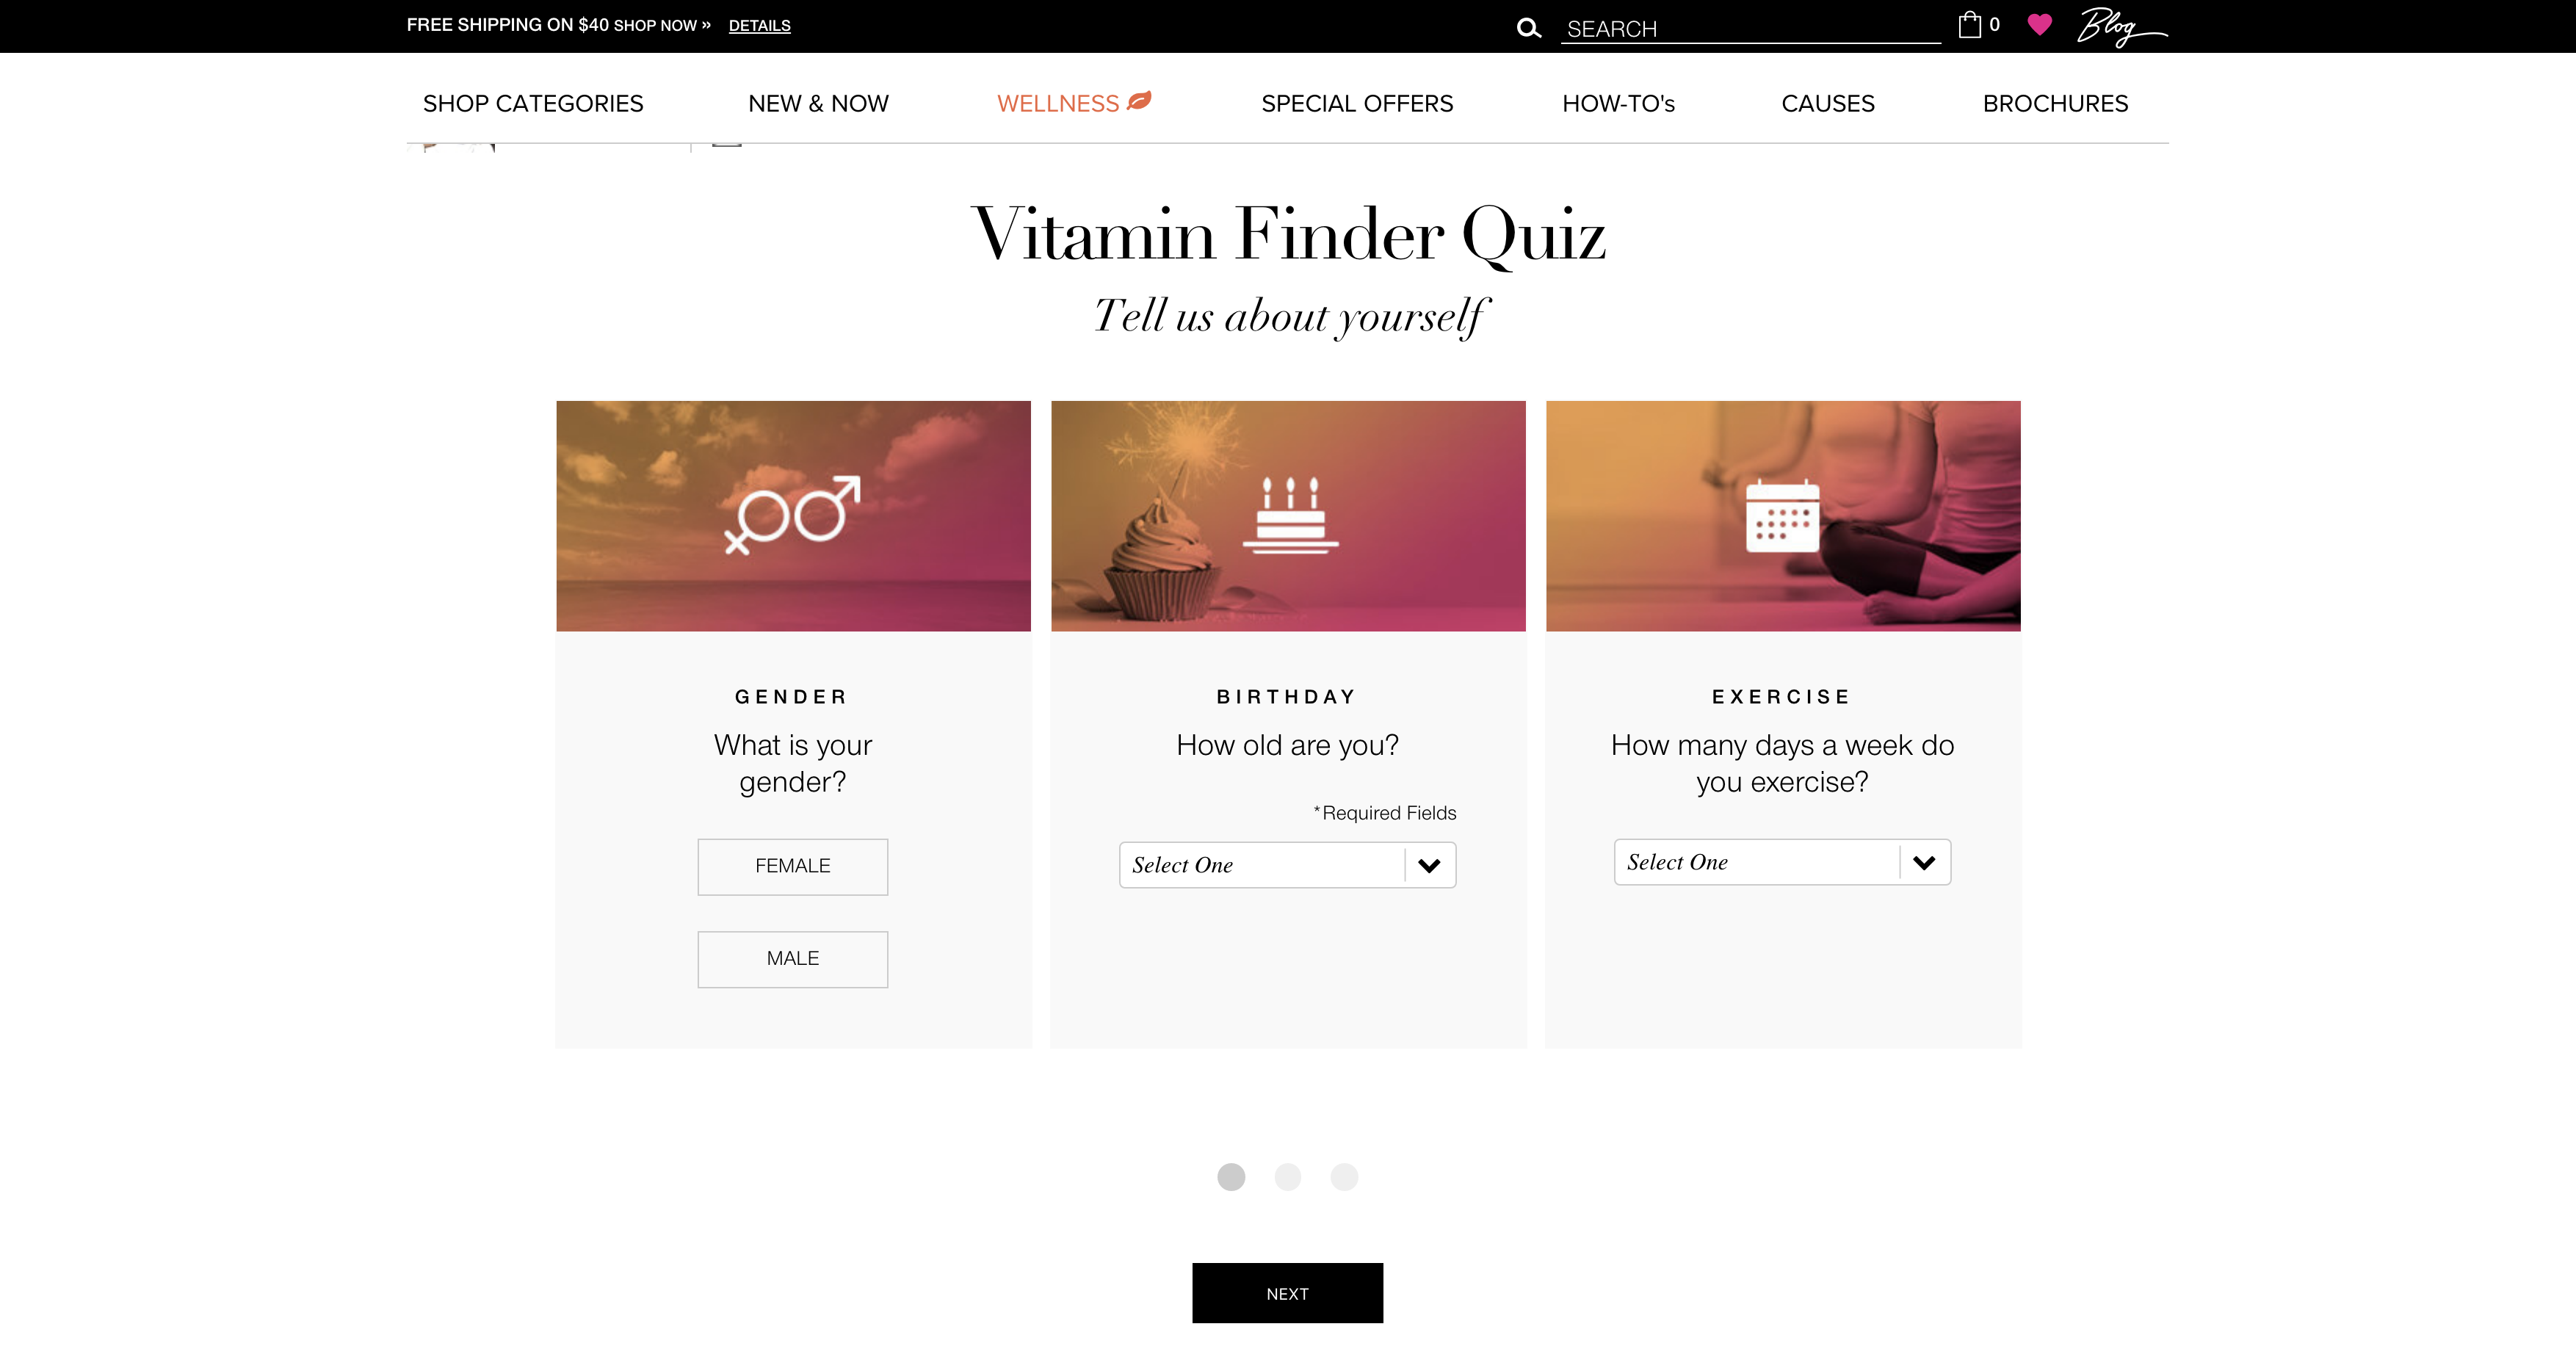 FREE SHIPPING ON $40 SHOP NOW » DETAILS
SEARCH
0
Blog
SHOP CATEGORIES
NEW & NOW
WELLNESS
SPECIAL OFFERS
HOW-TO's
CAUSES
BROCHURES
Vitamin Finder Quiz
Tell us about yourself
GENDER
What is your
gender?
FEMALE
MALE
BIRTHDAY
How old are you?
*Required Fields
Select One
EXERCISE
How many days a week do
you exercise?
Select One
NEXT